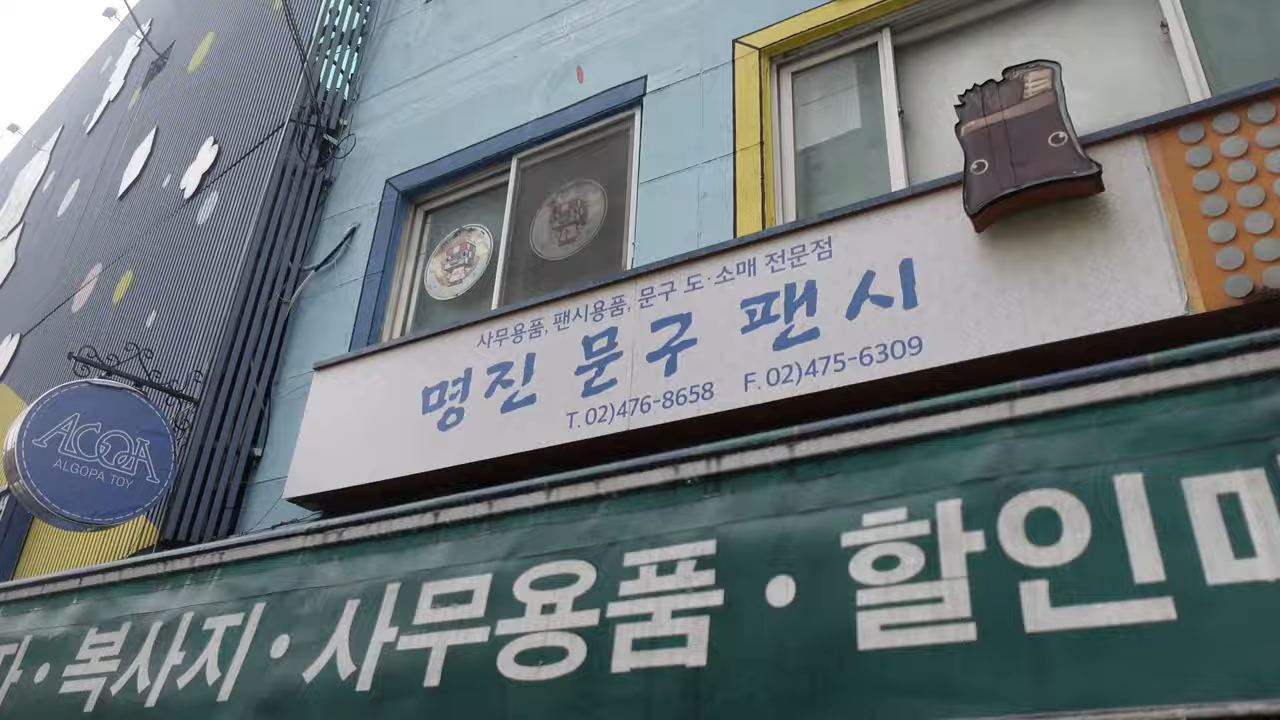 사무용품, 팬시용품, 문구 도·소매 전문점
명진 문구 팬시
T. 02)476-8658 F. 02)475-6309
ALGOPA TOY
·복사지·사무용품·할인